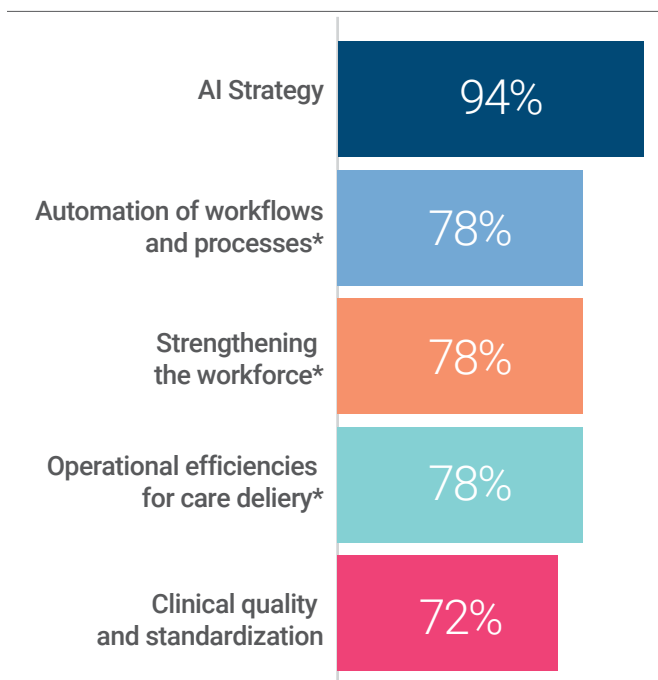 AI Strategy
94%
Automation of workflows
and processes*
78%
Strengthening
the workforce*
78%
Operational efficiencies
for care deliery*
78%
Clinical quality
and standardization
72%